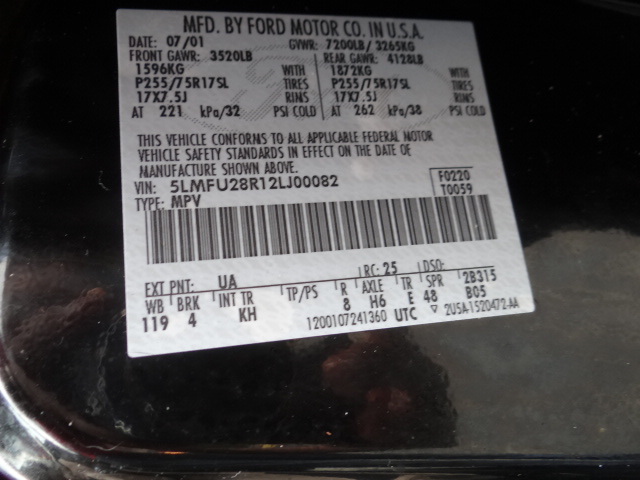 MFD. BY FORD MOTOR CO. IN U.S.A.
DATE: 07/01 GVWR: 7200LB/ 3265KG
FRONT GAWR: 3520LB REAR GAWR: 4128LB
1596KG WITH 1872KG WITH
P255/75R17SL TIRES P255/75R17SL TIRES
17X7.5J RIMS 17X7.5J RIMS
AT 221 kPa/32 PSI COLD AT 262 kPa/38 PSI COLD
THIS VEHICLE CONFORMS TO ALL APPLICABLE FEDERAL MOTOR
VEHICLE SAFETY STANDARDS IN EFFECT ON THE DATE OF
MANUFACTURE SHOWN ABOVE.
VIN: 5LMFU28R12LJ00082 F0220
TYPE: MPV T0059
EXT PNT: UA RC: 25 DSO:
WB BRK INT TR TP/PS R AXLE TR SPR 2B315
119 4 KH 8 H6 E 48 B05
1200107241360 UTC ▽ 2U5A-1520472-AA